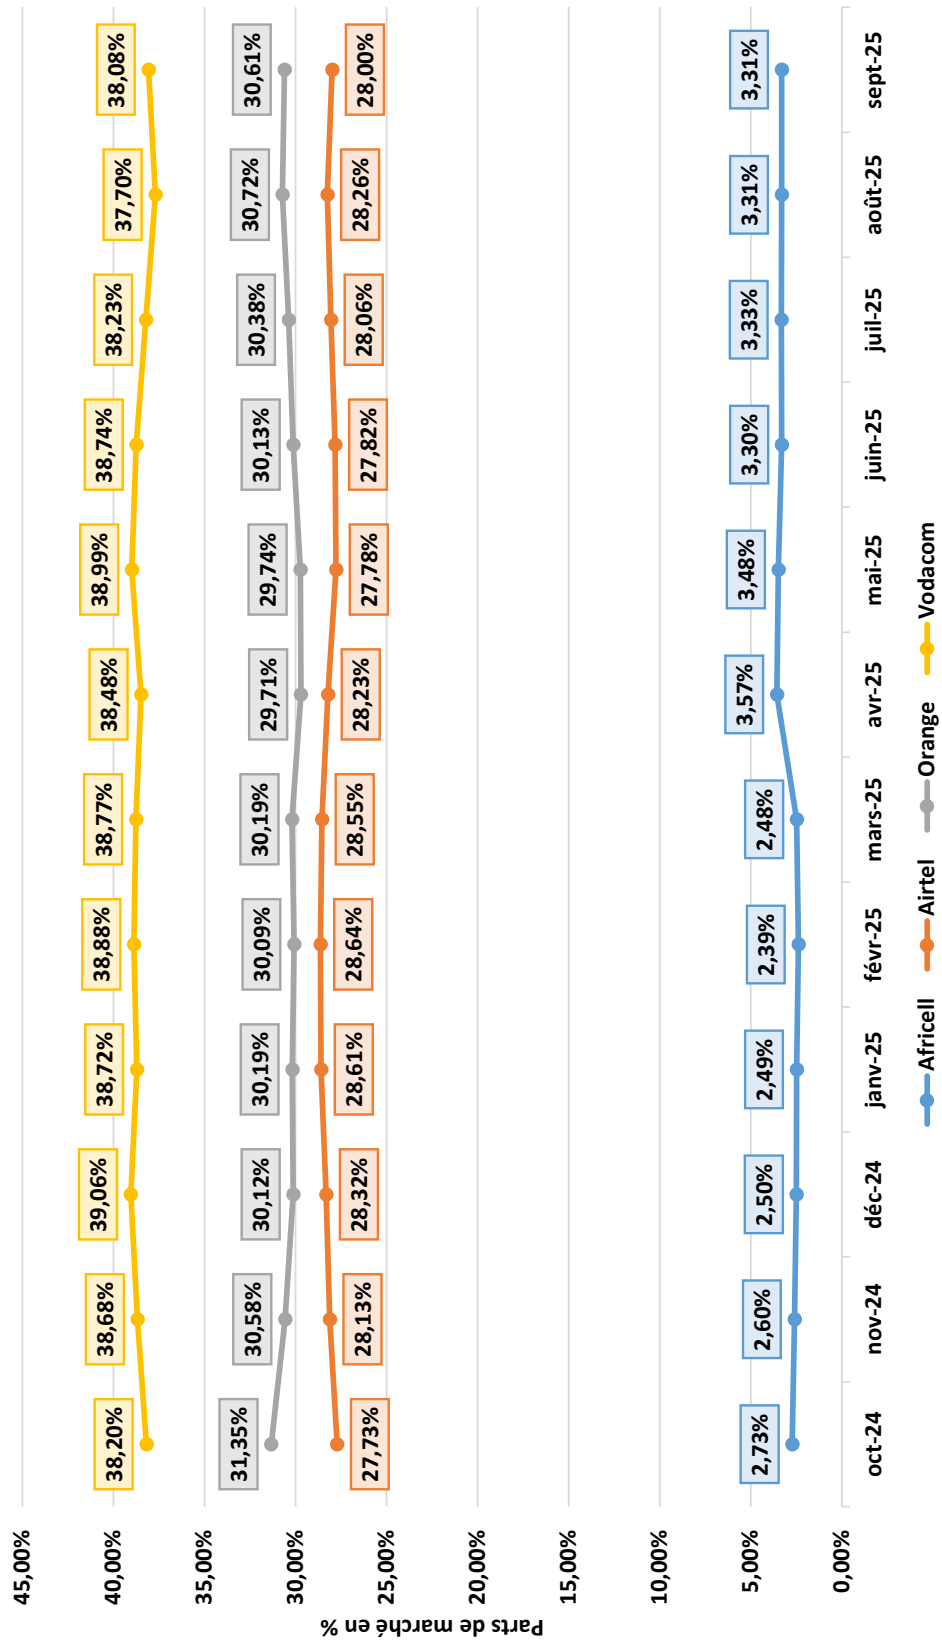 Parts de marché en %
45,00%
40,00%
35,00%
30,00%
25,00%
20,00%
15,00%
10,00%
5,00%
0,00%
38,20% 38,68% 39,06% 38,72% 38,88% 38,77% 38,48% 38,99% 38,74% 38,23% 37,70% 38,08%
31,35% 30,58% 30,12% 30,19% 30,09% 30,19% 29,71% 29,74% 30,13% 30,38% 30,72% 30,61%
27,73% 28,13% 28,32% 28,61% 28,64% 28,55% 28,23% 27,78% 27,82% 28,06% 28,26% 28,00%
2,73% 2,60% 2,50% 2,49% 2,39% 2,48% 3,57% 3,48% 3,30% 3,33% 3,31% 3,31%
oct-24 nov-24 déc-24 janv-25 févr-25 mars-25 avr-25 mai-25 juin-25 juil-25 août-25 sept-25
Africell Airtel Orange Vodacom